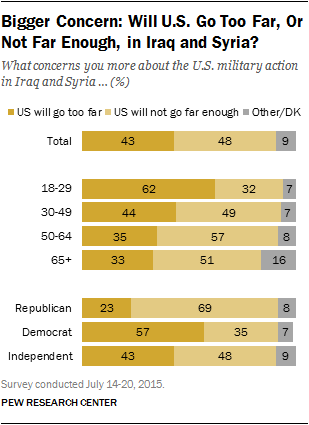 Bigger Concern: Will U.S. Go Too Far, Or
Not Far Enough, in Iraq and Syria?
What concerns you more about the U.S. military action
in Iraq and Syria ... (%)
US will go too far US will not go far enough Other/DK
Total 43 48 9
18-29 62 32 7
30-49 44 49 7
50-64 35 57 8
65+ 33 51 16
Republican 23 69 8
Democrat 57 35 7
Independent 43 48 9
Survey conducted July 14-20, 2015.
PEW RESEARCH CENTER